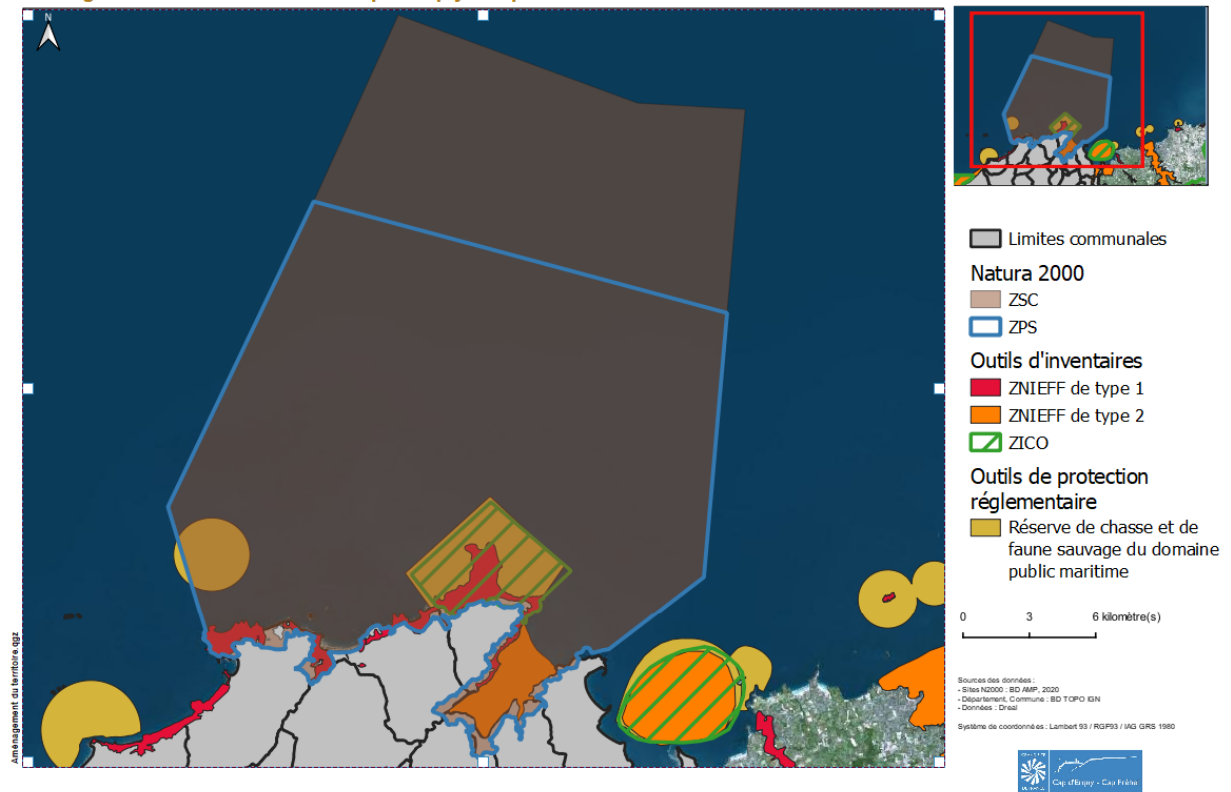 N
Limites communales
Natura 2000
ZSC
ZPS
Outils d'inventaires
ZNIEFF de type 1
ZNIEFF de type 2
ZICO
Outils de protection
réglementaire
Réserve de chasse et de
faune sauvage du domaine
public maritime
0 3 6 kilomètre(s)
Sources des données :
- Sites N2000 : BD AMP, 2020
- Département, Commune : BD TOPO IGN
- Données : Dreal
Système de coordonnées : Lambert 93 / RGF93 / IAG GRS 1980
Aménagement du territoire.qgz
Cap d'Erquy - Cap Fréhel